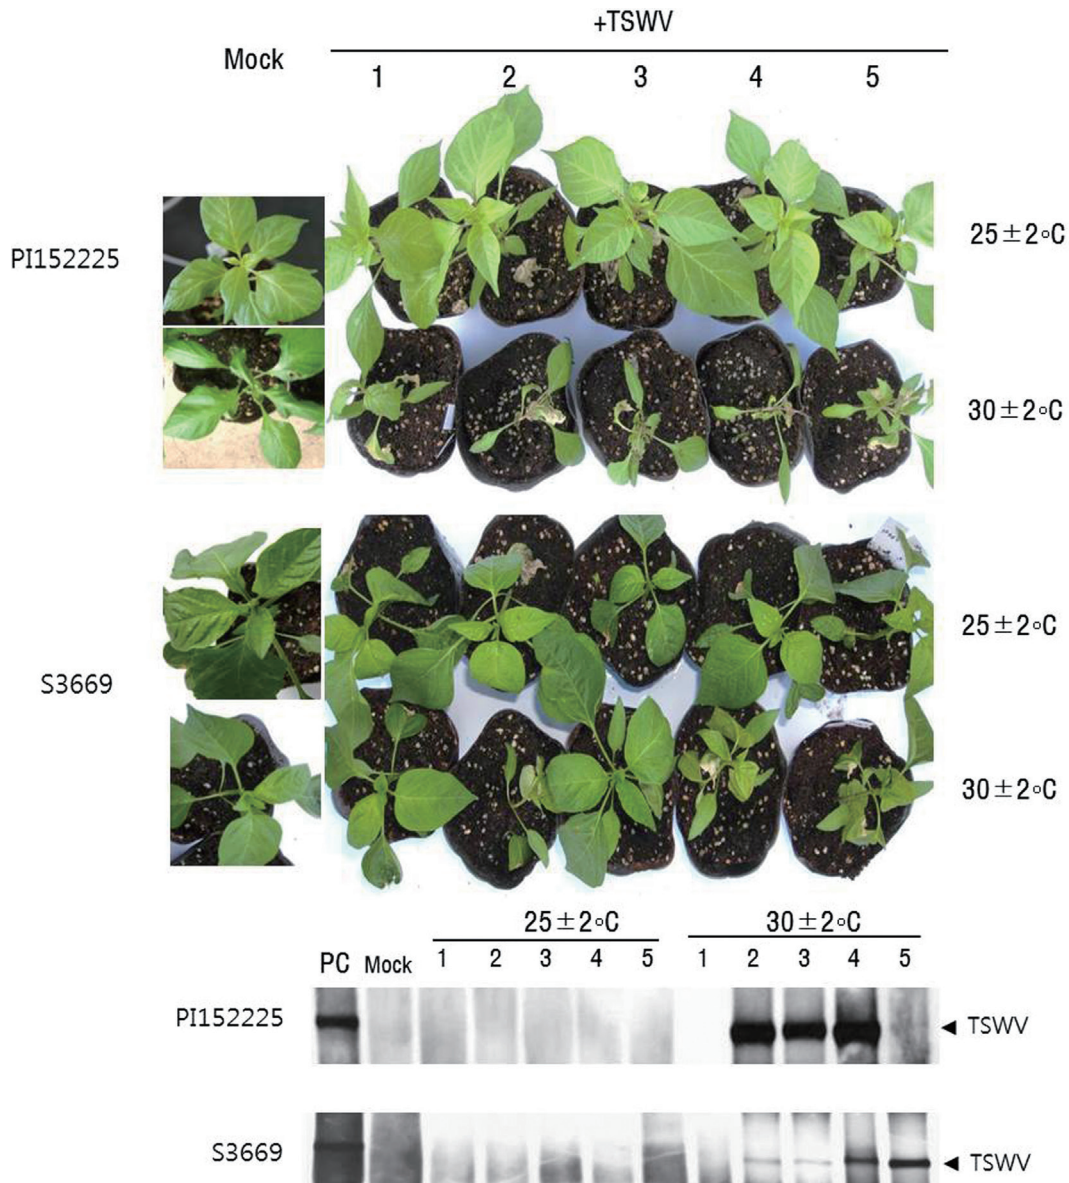 +TSWV
Mock
1 2 3 4 5
PI152225
25±2∘C
30±2∘C
S3669
25±2∘C
30±2∘C
25±2∘C 30±2∘C
PC Mock 1 2 3 4 5 1 2 3 4 5
PI152225 ◄ TSWV
S3669 ◄ TSWV